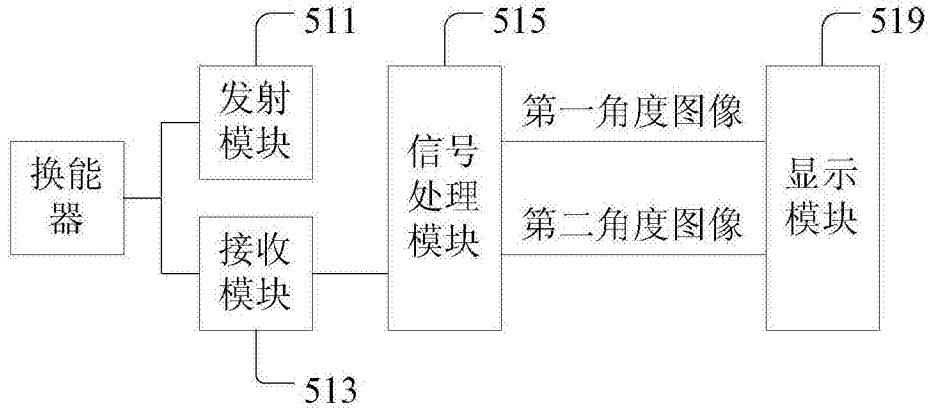 511
515
519
发射
模块
第一角度图像
换能
器
信号
处理
模块
显示
模块
第二角度图像
接收
模块
513